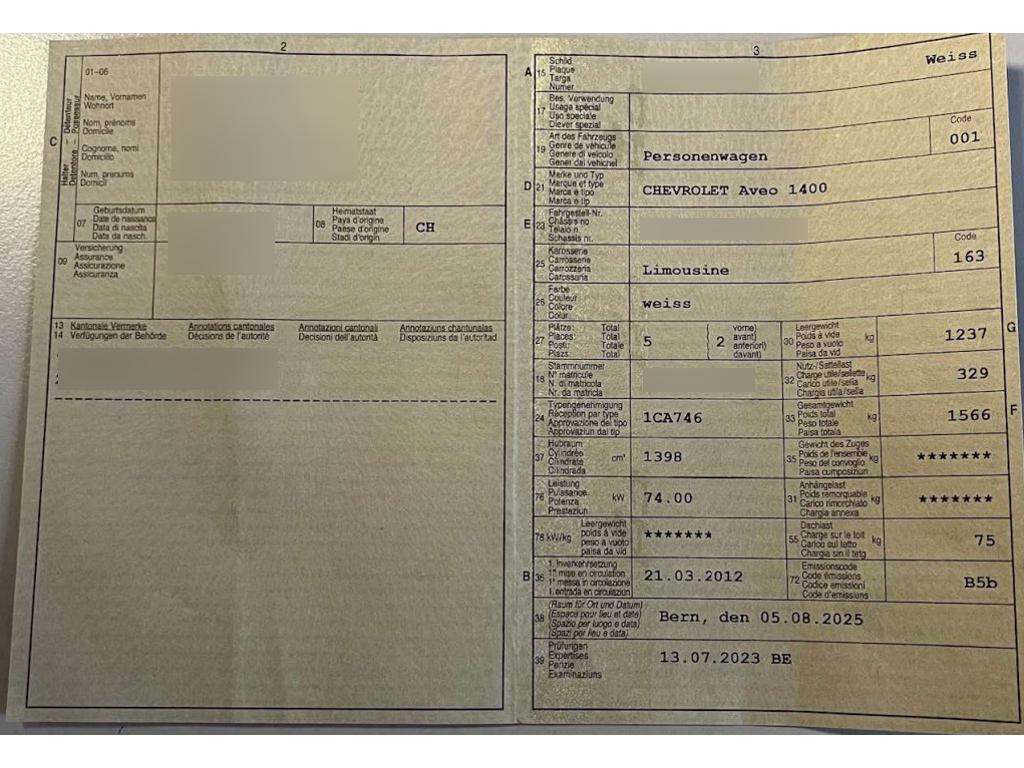 2
01-06
Halter – Détenteur
Detentore – Possessur
C
Name, Vornamen
Wohnort
Nom, prénoms
Domicile
Cognome, nomi
Domicilio
Num, prenums
Domicil
07
Geburtsdatum
Date de naissance
Data di nascita
Data da nasch.
08
Heimatstaat
Pays d'origine
Paese d'origine
Stadi d'origin
CH
09
Versicherung
Assurance
Assicurazione
Assicuranza
13 Kantonale Vermerke Annotations cantonales Annotazioni cantonali Annotaziuns chantunalas
14 Verfügungen der Behörde Décisions de l'autorité Decisioni dell'autorità Disposiziuns da l'autoritad
3
A 15
Schild
Plaque
Targa
Numer
Weiss
17
Bes. Verwendung
Usage spécial
Uso speciale
Diever spezial
19
Art des Fahrzeugs
Genre de véhicule
Genere di veicolo
Gener dal vehichel
Personenwagen
Code
001
D 21
Marke und Typ
Marque et type
Marca e tipo
Marca e tip
CHEVROLET Aveo 1400
E 23
Fahrgestell-Nr.
Châssis no
Telaio n.
Schassis nr.
25
Karosserie
Carrosserie
Carrozzeria
Carossaria
Limousine
Code
163
26
Farbe
Couleur
Colore
Colur
weiss
27
Plätze: Total
Places: Total
Posti: Totale
Plazs: Total
5
2
vorne)
avant)
anteriori)
davant)
30
Leergewicht
Poids à vide
Peso a vuoto
Paisa da vid
kg
1237
G
18
Stammnummer
N° matricule
N. di matricola
Nr. da matricla
32
Nutz-/Sattellast
Charge utile/sellette
Carico utile/sella
Chargia utila/sella
kg
329
24
Typengenehmigung
Réception par type
Approvazione del tipo
Approvaziun dal tip
1CA746
33
Gesamtgewicht
Poids total
Peso totale
Paisa totala
kg
1566
F
37
Hubraum
Cylindrée
Cilindrata
Cilindrada
cm³
1398
35
Gewicht des Zuges
Poids de l'ensemble
Peso del convoglio
Paisa cumposiziun
kg
*******
76
Leistung
Puissance
Potenza
Prestaziun
kW
74.00
31
Anhängelast
Poids remorquable
Carico rimorchiato
Chargia annexa
kg
*******
78 kW/kg
Leergewicht
poids à vide
peso a vuoto
paisa da vid
*******
55
Dachlast
Charge sur le toit
Carico sul tetto
Chargia sin il tetg
kg
75
B 36
1. Inverkehrsetzung
1re mise en circulation
1a messa in circolazione
1. entrada en circulaziun
21.03.2012
72
Emissionscode
Code émissions
Codice emissioni
Code d'emissiuns
B5b
38
(Raum für Ort und Datum)
(Espace pour lieu et date)
(Spazio per luogo e data)
(Spazi per lieu e data)
Bern, den 05.08.2025
39
Prüfungen
Expertises
Perizie
Examinaziuns
13.07.2023 BE